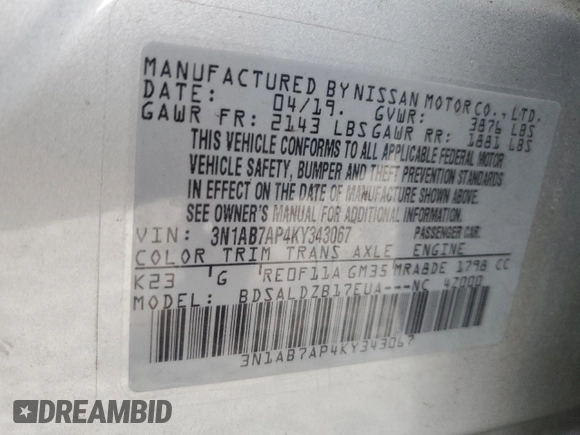 MANUFACTURED BY NISSAN MOTOR CO., LTD.
DATE: 04/19. GVWR: 3876 LBS
GAWR FR: 2143 LBS GAWR RR: 1881 LBS
THIS VEHICLE CONFORMS TO ALL APPLICABLE FEDERAL MOTOR
VEHICLE SAFETY, BUMPER AND THEFT PREVENTION STANDARDS
IN EFFECT ON THE DATE OF MANUFACTURE SHOWN ABOVE.
SEE OWNER'S MANUAL FOR ADDITIONAL INFORMATION.
VIN: 3N1AB7AP4KY343067 PASSENGER CAR.
COLOR TRIM TRANS AXLE ENGINE
K23 G RE0F11A GM35 MRA8DE 1798 CC
MODEL: BDSALDZB17EUA---NC 4Z000
3N1AB7AP4KY343067
DREAMBID